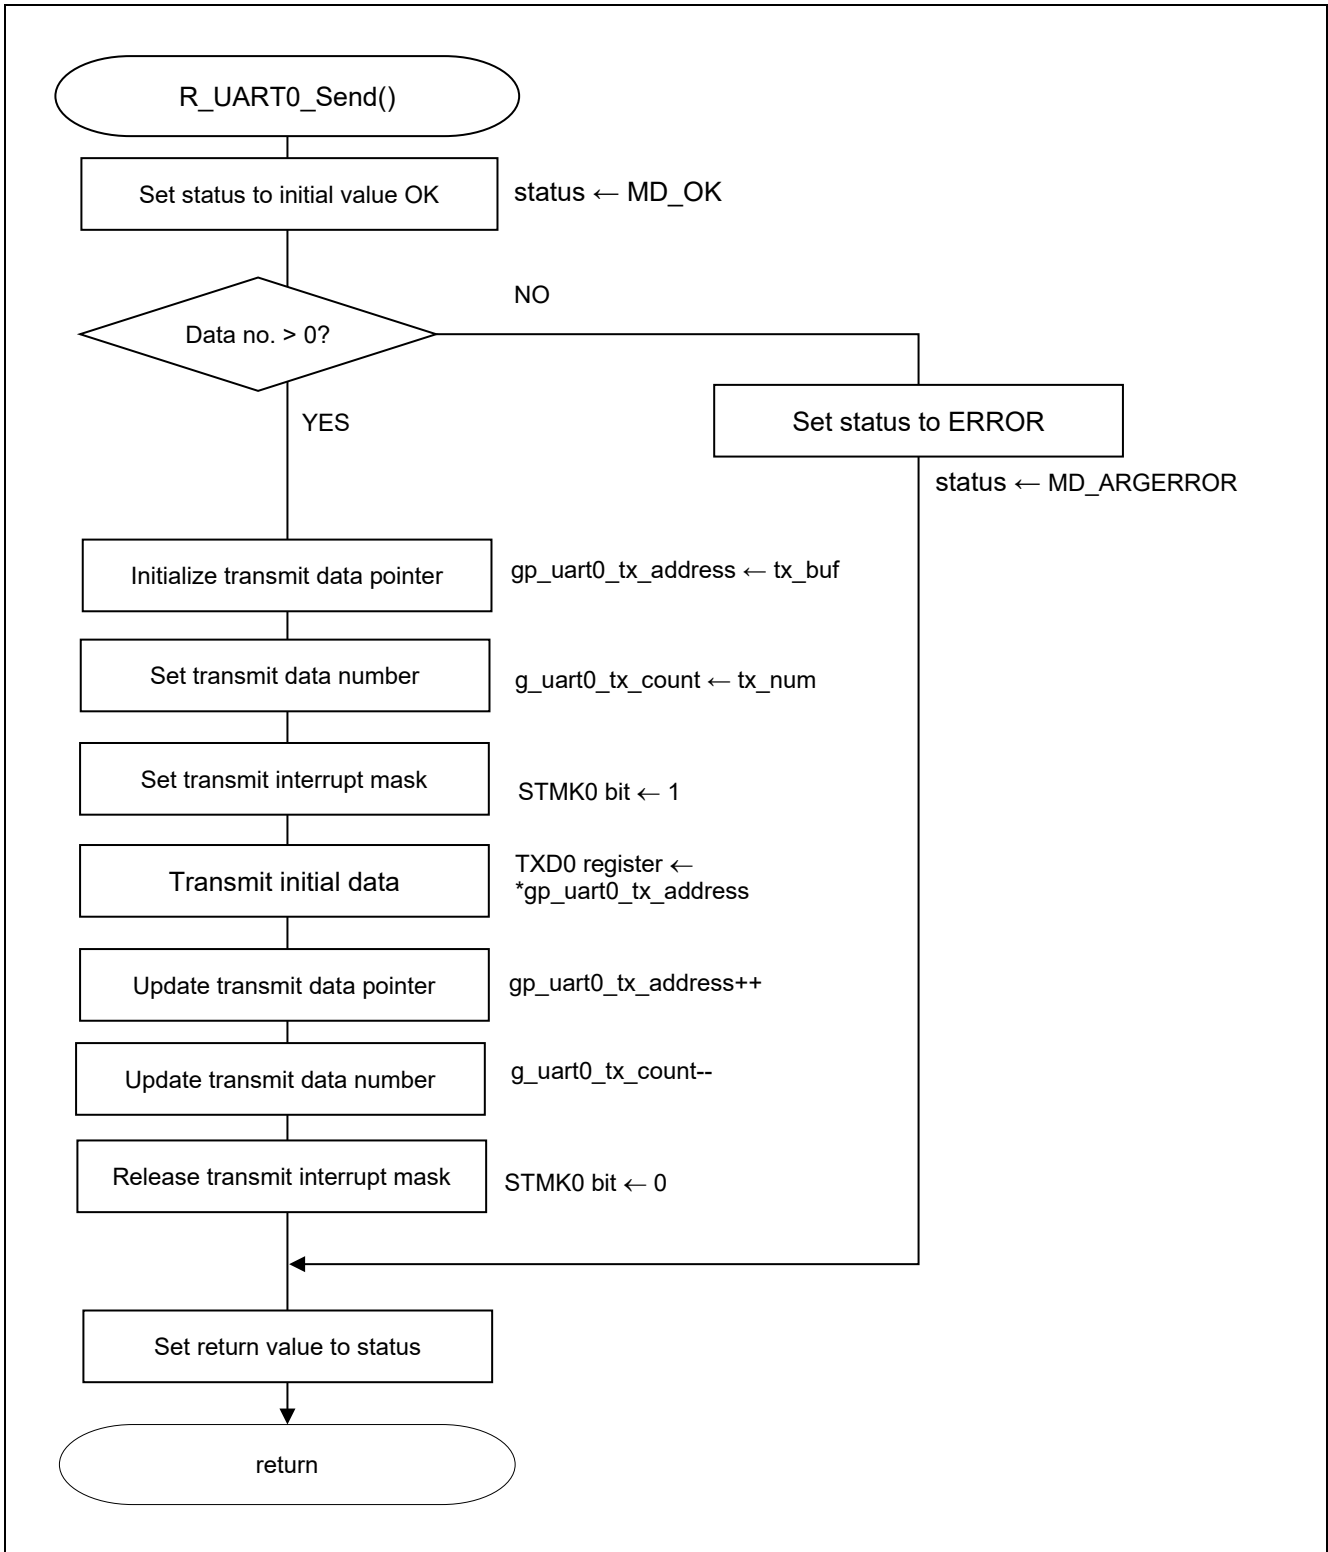 R_UART0_Send()
Set status to initial value OK
status ← MD_OK
NO
Data no. > 0?
YES
Set status to ERROR
status ← MD_ARGERROR
Initialize transmit data pointer
gp_uart0_tx_address ← tx_buf
Set transmit data number
g_uart0_tx_count ← tx_num
Set transmit interrupt mask
STMK0 bit ← 1
Transmit initial data
TXD0 register ←
*gp_uart0_tx_address
Update transmit data pointer
gp_uart0_tx_address++
Update transmit data number
g_uart0_tx_count--
Release transmit interrupt mask
STMK0 bit ← 0
Set return value to status
return